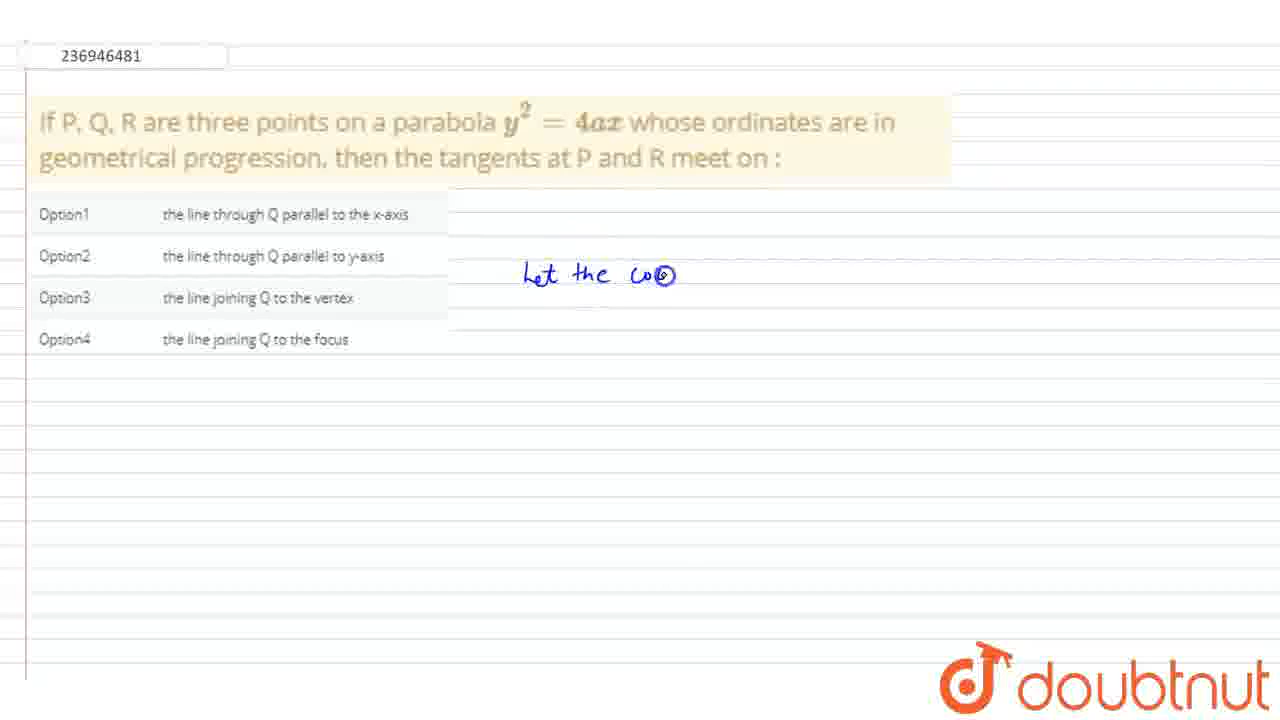 236946481
If P, Q, R are three points on a parabola y² = 4ax whose ordinates are in
geometrical progression, then the tangents at P and R meet on :
Option1 the line through Q parallel to the x-axis
Option2 the line through Q parallel to y-axis
Let the coo
Option3 the line joining Q to the vertex
Option4 the line joining Q to the focus
doubtnut